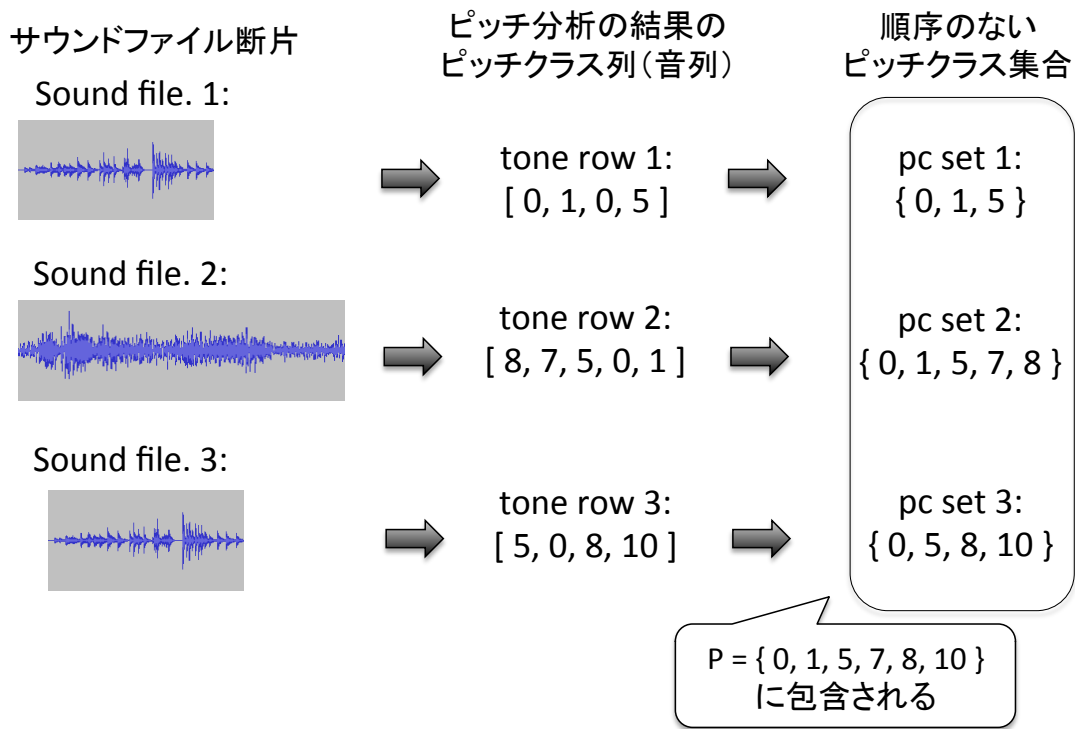 サウンドファイル断片
ピッチ分析の結果の
ピッチクラス列（音列）
順序のない
ピッチクラス集合
Sound file. 1:
tone row 1:
[ 0, 1, 0, 5 ]
pc set 1:
{ 0, 1, 5 }
Sound file. 2:
tone row 2:
[ 8, 7, 5, 0, 1 ]
pc set 2:
{ 0, 1, 5, 7, 8 }
Sound file. 3:
tone row 3:
[ 5, 0, 8, 10 ]
pc set 3:
{ 0, 5, 8, 10 }
P = { 0, 1, 5, 7, 8, 10 }
に包含される